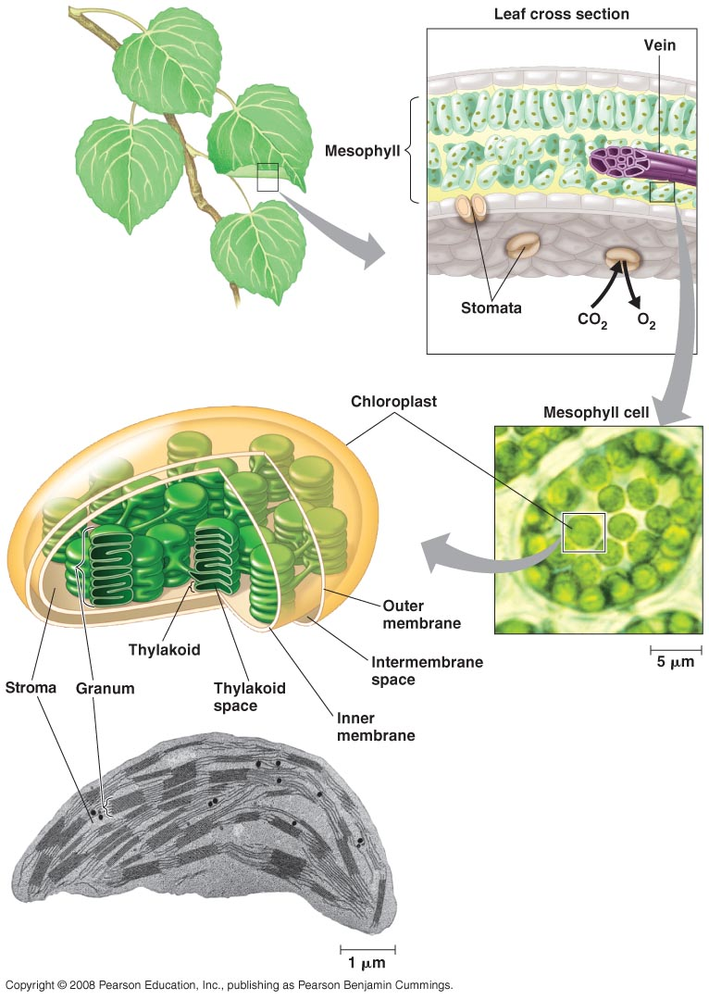 Leaf cross section
Vein
Mesophyll
Stomata
CO₂
O₂
Chloroplast
Mesophyll cell
Outer
membrane
Thylakoid
Intermembrane
space
5 µm
Stroma
Granum
Thylakoid
space
Inner
membrane
1 µm
Copyright © 2008 Pearson Education, Inc., publishing as Pearson Benjamin Cummings.